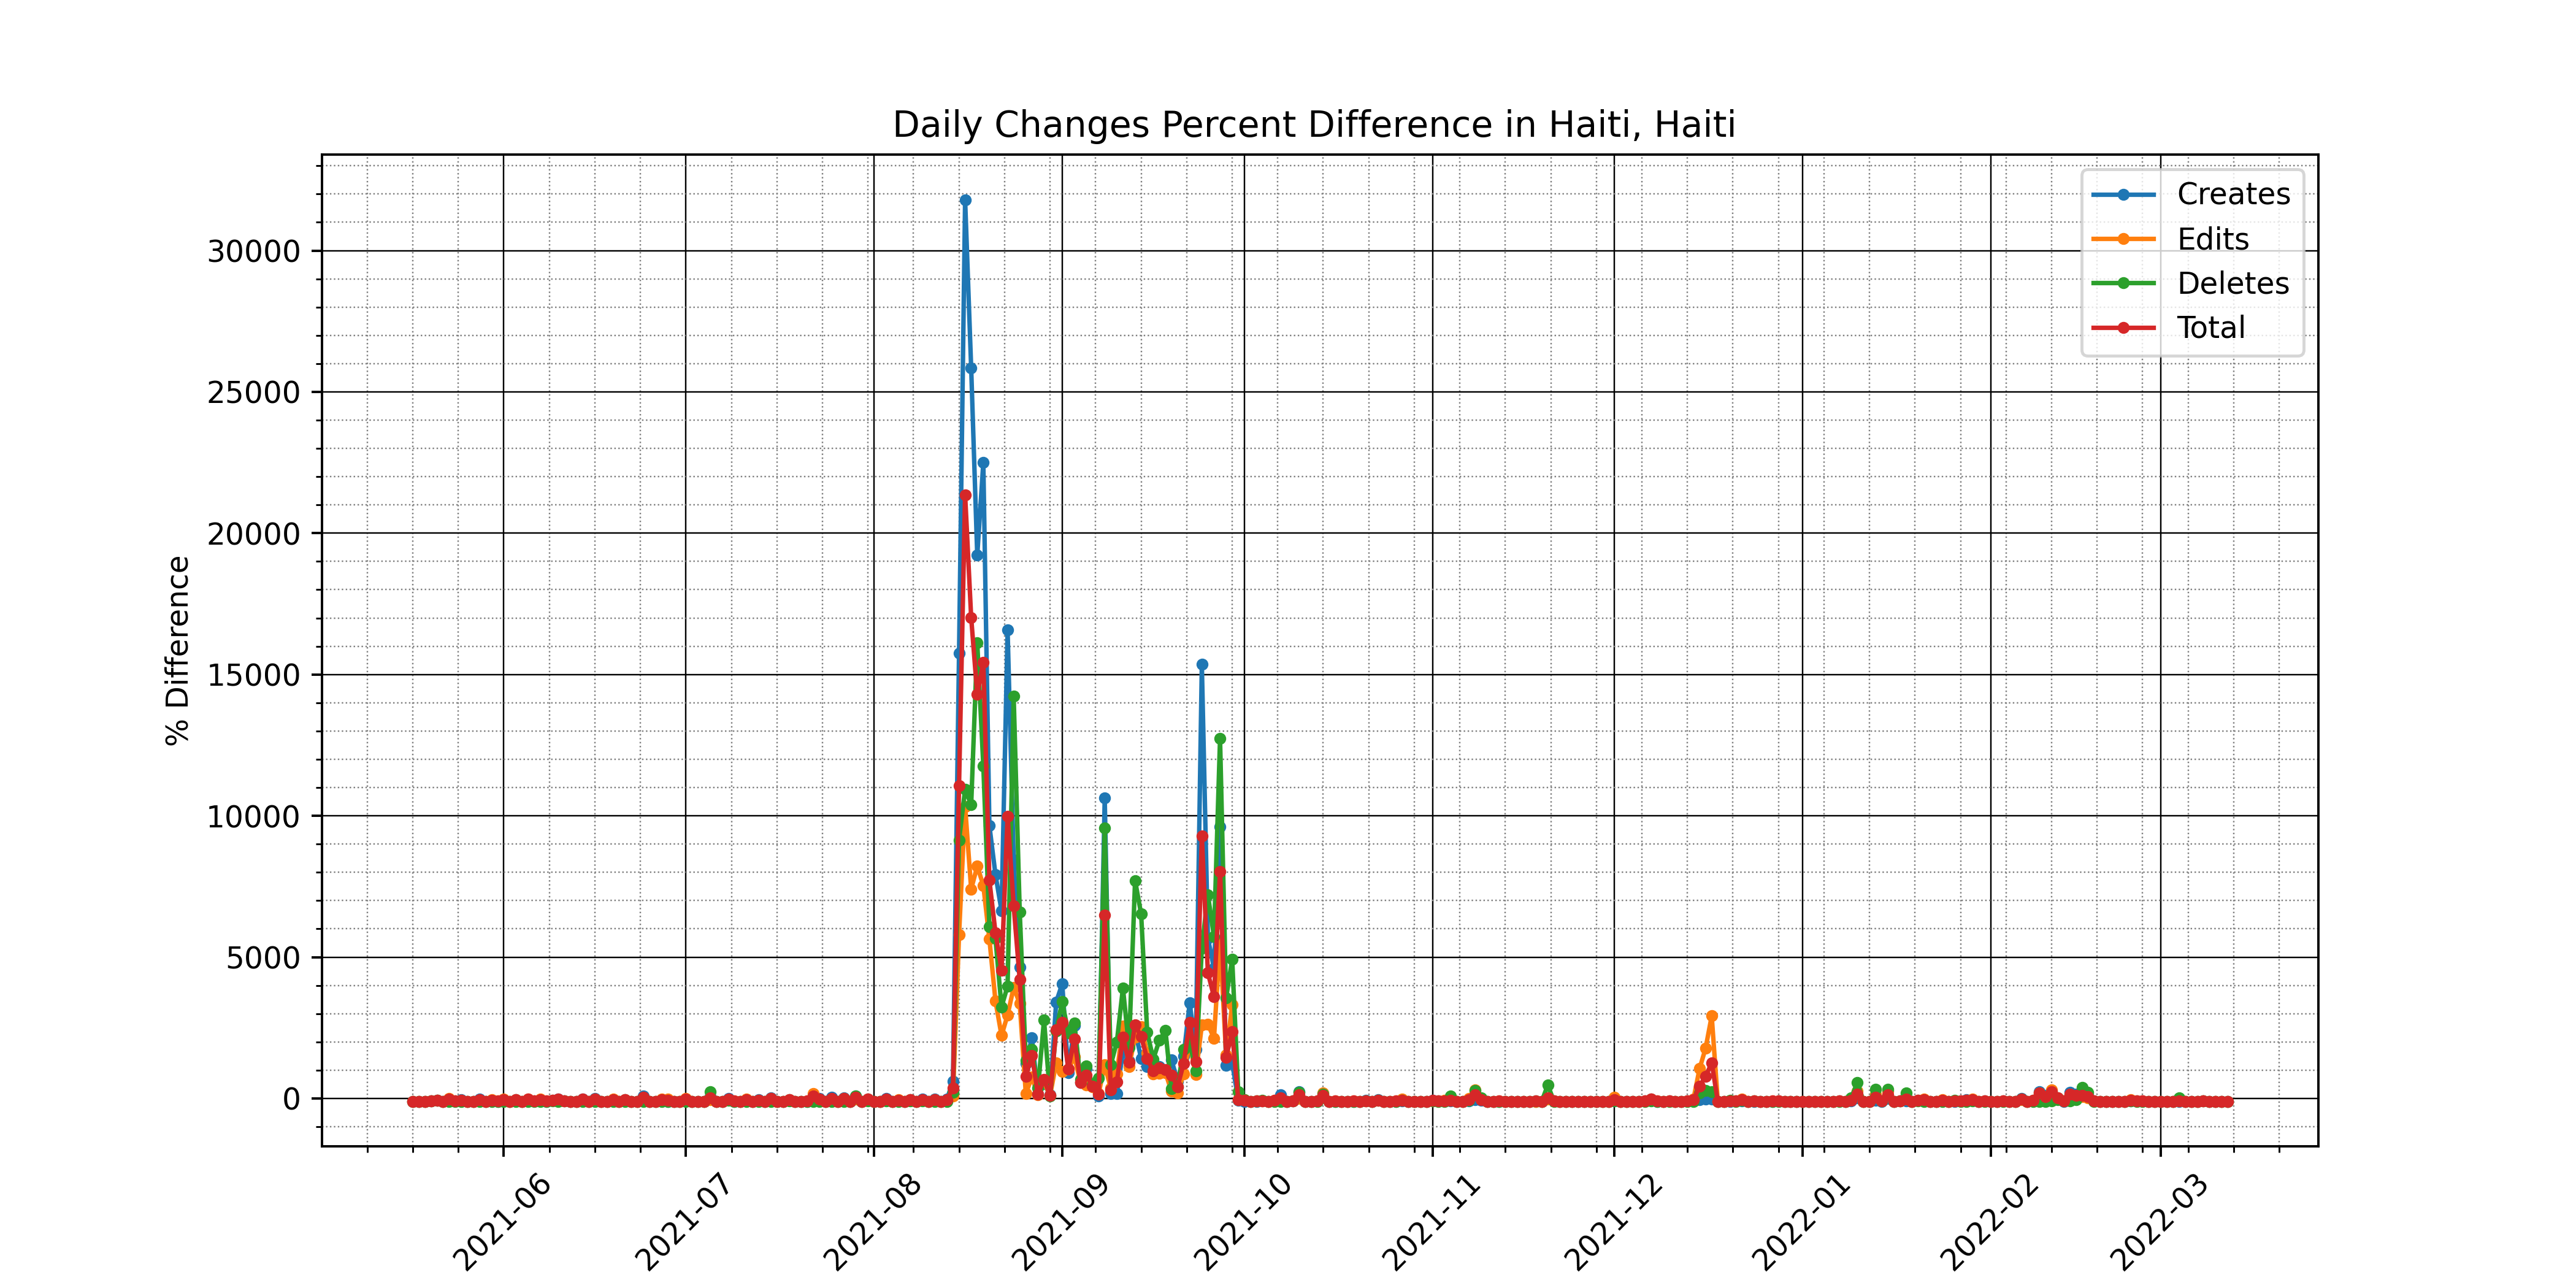 Daily Changes Percent Difference in Haiti, Haiti
Creates
Edits
Deletes
Total
% Difference
30000
25000
20000
15000
10000
5000
0
2021-06
2021-07
2021-08
2021-09
2021-10
2021-11
2021-12
2022-01
2022-02
2022-03